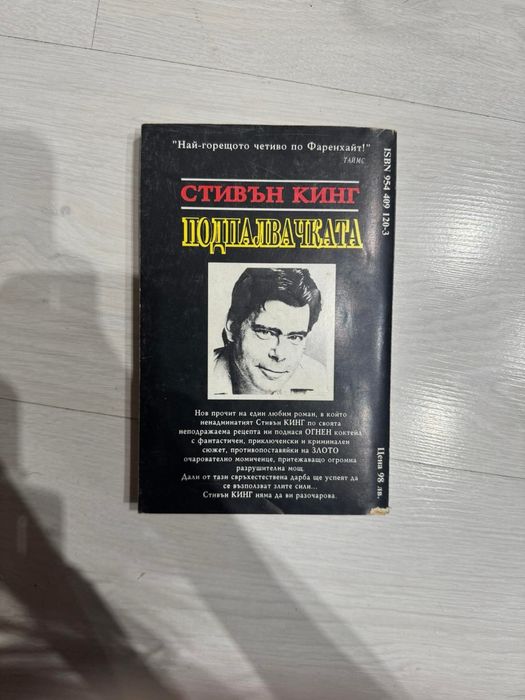 "Най-горещото четиво по Фаренхайт!"
ТАЙМС
СТИВЪН КИНГ
ПОДПАЛВАЧКАТА
Нов прочит на един любим роман, в който
ненадминатият Стивън КИНГ по своята
неподражаема рецепта ни поднася ОГНЕН коктейл
с фантастичен, приключенски и криминален
сюжет, противопоставяйки на ЗЛОТО
очарователно момиченце, притежаващо огромна
разрушителна мощ.
Дали от тази свръхестествена дарба ще успеят да
се възползват злите сили...
Стивън КИНГ няма да ви разочарова.
ISBN 954 409 120-3
Цена 98 лв.